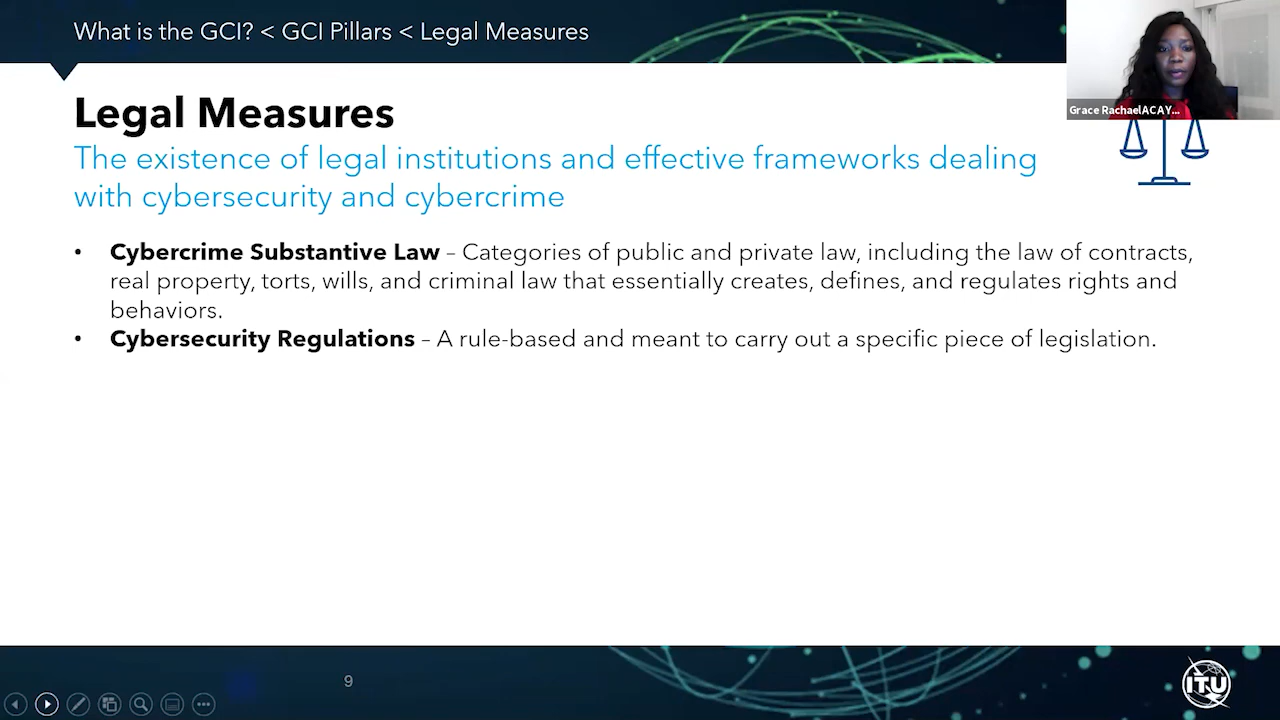 What is the GCI? < GCI Pillars < Legal Measures
Grace RachaelACAY...
Legal Measures
The existence of legal institutions and effective frameworks dealing
with cybersecurity and cybercrime
• Cybercrime Substantive Law – Categories of public and private law, including the law of contracts,
real property, torts, wills, and criminal law that essentially creates, defines, and regulates rights and
behaviors.
• Cybersecurity Regulations – A rule-based and meant to carry out a specific piece of legislation.
9
ITU